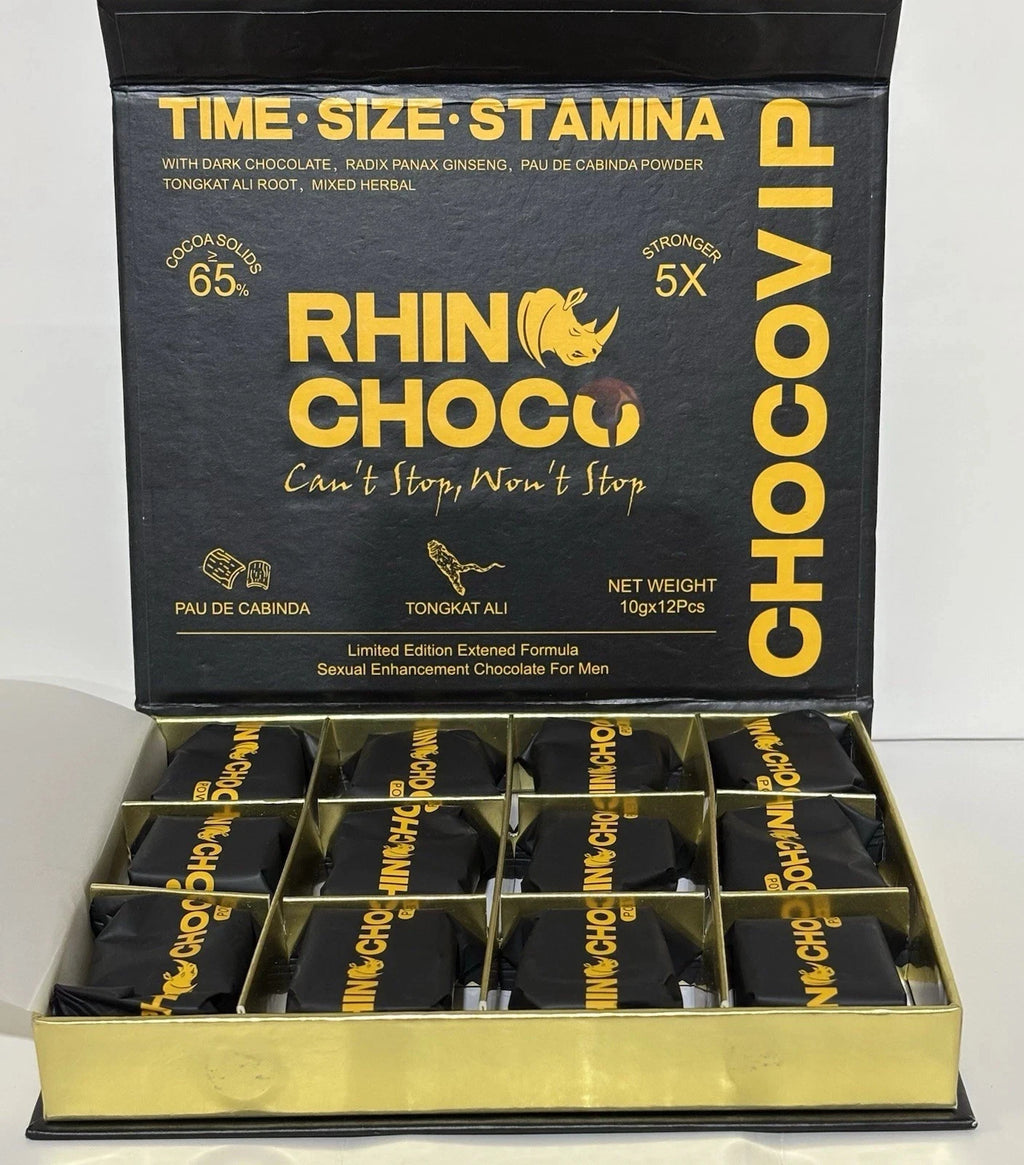 TIME·SIZE·STAMINA
WITH DARK CHOCOLATE, RADIX PANAX GINSENG, PAU DE CABINDA POWDER
TONGKAT ALI ROOT, MIXED HERBAL
COCOA SOLIDS
≥
65%
STRONGER
5X
RHINO
CHOCO
Can't Stop, Won't Stop
PAU DE CABINDA
TONGKAT ALI
NET WEIGHT
10gx12Pcs
Limited Edition Extened Formula
Sexual Enhancement Chocolate For Men
CHOCO VIP